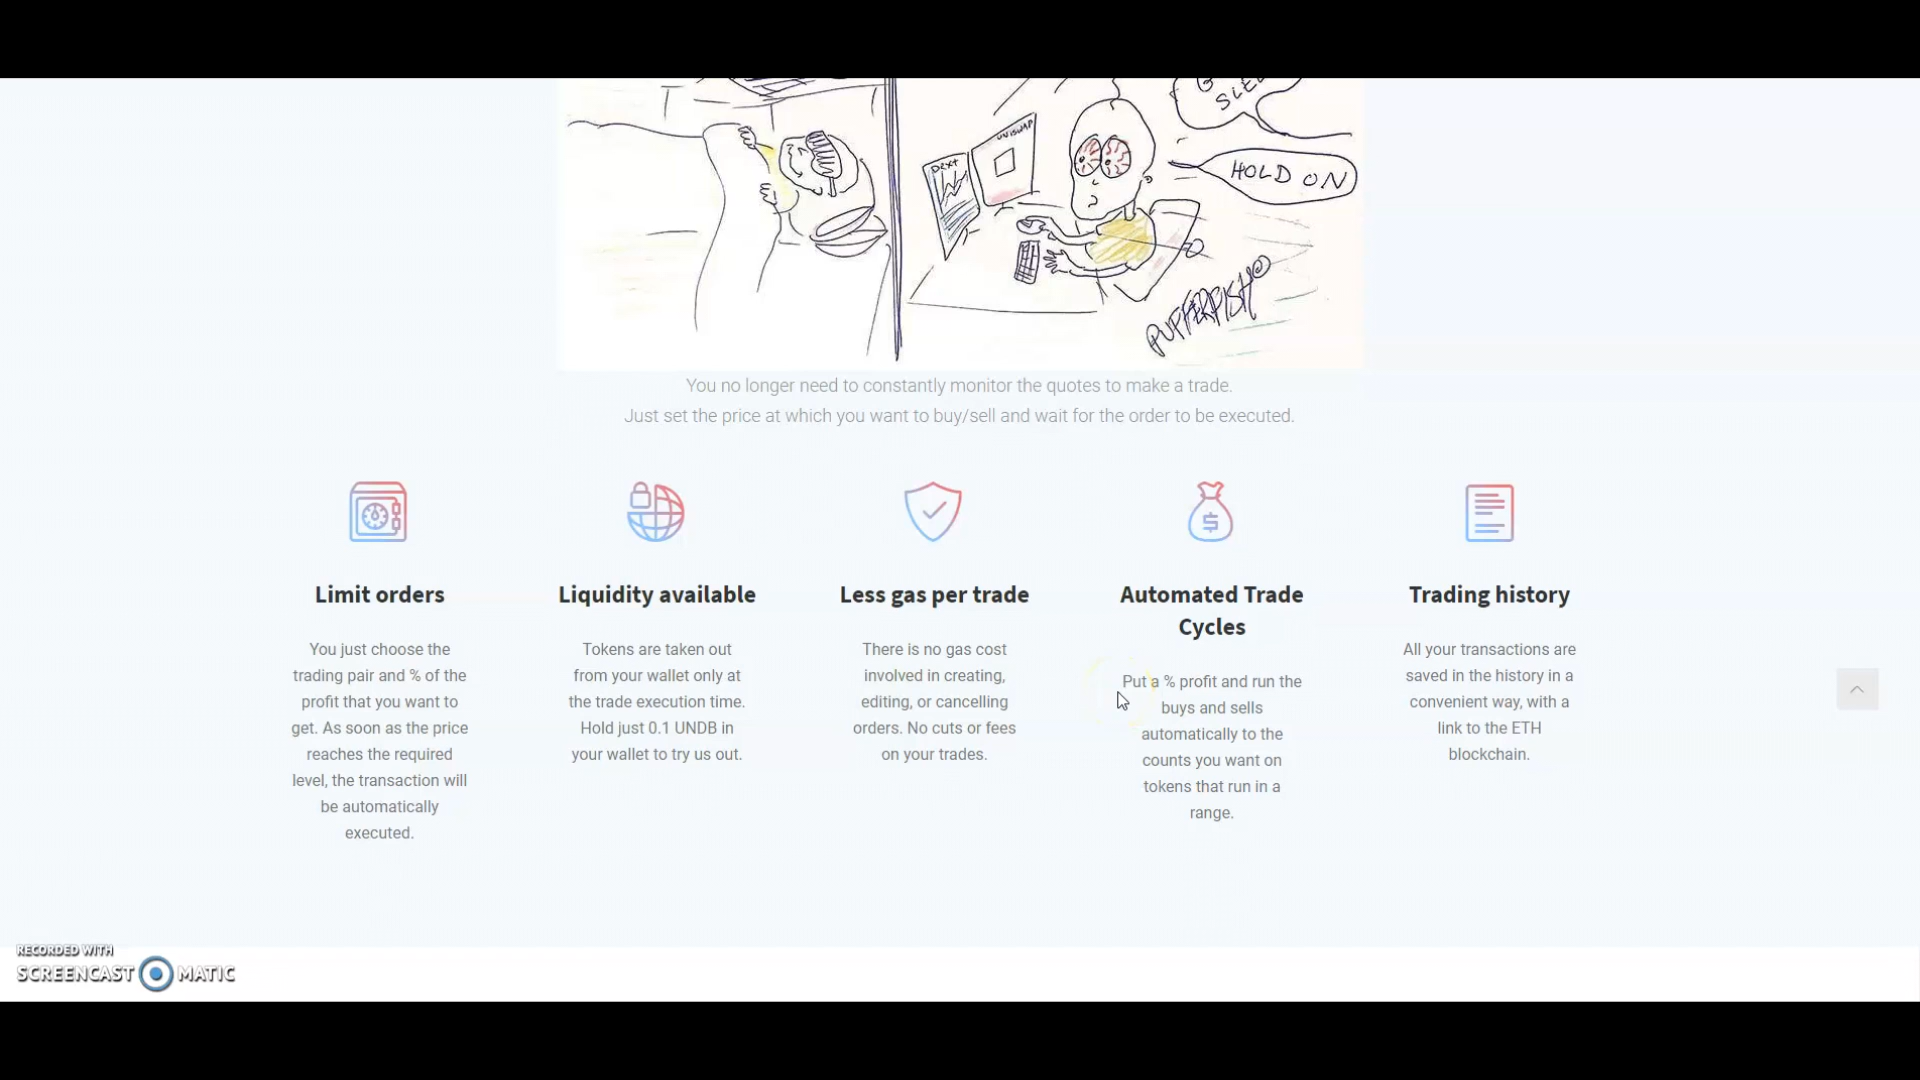 SLE
UNISWAP
DEXT
HOLD ON
PUFFERFISH
You no longer need to constantly monitor the quotes to make a trade.
Just set the price at which you want to buy/sell and wait for the order to be executed.
Limit orders
You just choose the
trading pair and % of the
profit that you want to
get. As soon as the price
reaches the required
level, the transaction will
be automatically
executed.
Liquidity available
Tokens are taken out
from your wallet only at
the trade execution time.
Hold just 0.1 UNDB in
your wallet to try us out.
Less gas per trade
There is no gas cost
involved in creating,
editing, or cancelling
orders. No cuts or fees
on your trades.
Automated Trade
Cycles
Put a % profit and run the
buys and sells
automatically to the
counts you want on
tokens that run in a
range.
Trading history
All your transactions are
saved in the history in a
convenient way, with a
link to the ETH
blockchain.
RECORDED WITH
SCREENCAST MATIC